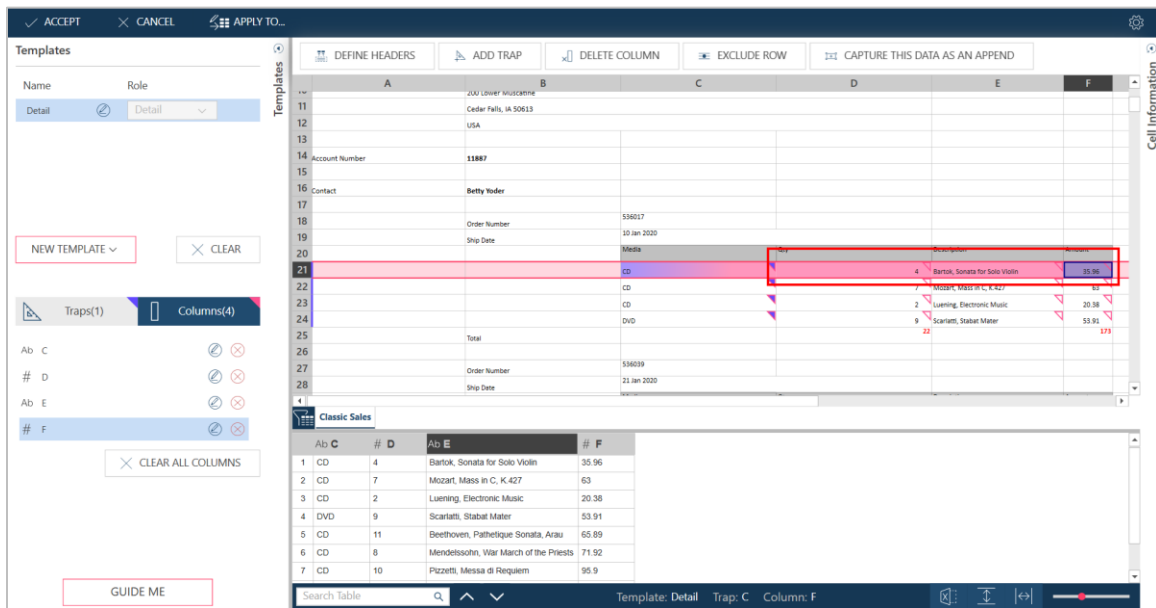 ACCEPT CANCEL APPLY TO...
Templates
Name Role
Detail Detail
NEW TEMPLATE CLEAR
Traps(1) Columns(4)
Ab C
# D
Ab E
# F
CLEAR ALL COLUMNS
GUIDE ME
Templates
DEFINE HEADERS ADD TRAP DELETE COLUMN EXCLUDE ROW CAPTURE THIS DATA AS AN APPEND
A B C D E F
10 200 Lower Muscatine
11 Cedar Falls, IA 50613
12 USA
13
14 Account Number 11887
15
16 Contact Betty Yoder
17
18 Order Number 536017
19 Ship Date 10 Jan 2020
20 Media Qty Description Amount
21 CD 4 Bartok, Sonata for Solo Violin 35.96
22 CD 7 Mozart, Mass in C, K.427 63
23 CD 2 Luening, Electronic Music 20.38
24 DVD 9 Scarlatti, Stabat Mater 53.91
25 Total 22 173
26
27 Order Number 536039
28 Ship Date 21 Jan 2020
Cell Information
Classic Sales
Ab C # D Ab E # F
1 CD 4 Bartok, Sonata for Solo Violin 35.96
2 CD 7 Mozart, Mass in C, K.427 63
3 CD 2 Luening, Electronic Music 20.38
4 DVD 9 Scarlatti, Stabat Mater 53.91
5 CD 11 Beethoven, Pathetique Sonata, Arau 65.89
6 CD 8 Mendelssohn, War March of the Priests 71.92
7 CD 10 Pizzetti, Messa di Requiem 95.9
Search Table Template: Detail Trap: C Column: F